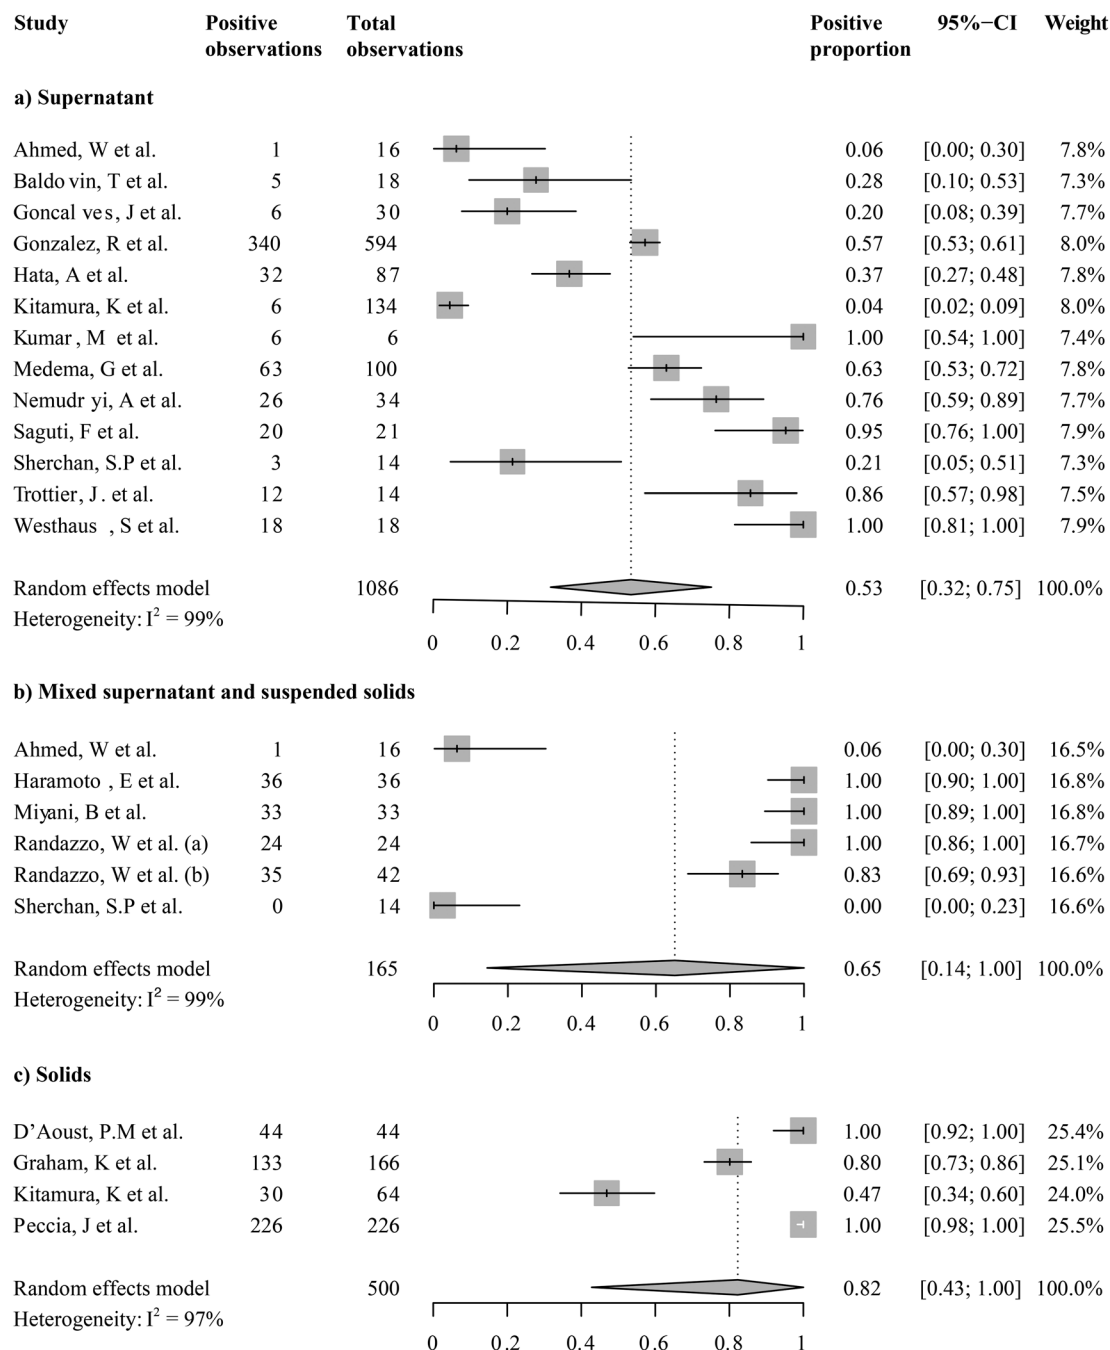 Study Positive observations Total observations Positive proportion 95%−CI Weight
a) Supernatant
Ahmed, W et al. 1 16 0.06 [0.00; 0.30] 7.8%
Baldo vin, T et al. 5 18 0.28 [0.10; 0.53] 7.3%
Goncal ves, J et al. 6 30 0.20 [0.08; 0.39] 7.7%
Gonzalez, R et al. 340 594 0.57 [0.53; 0.61] 8.0%
Hata, A et al. 32 87 0.37 [0.27; 0.48] 7.8%
Kitamura, K et al. 6 134 0.04 [0.02; 0.09] 8.0%
Kumar, M et al. 6 6 1.00 [0.54; 1.00] 7.4%
Medema, G et al. 63 100 0.63 [0.53; 0.72] 7.8%
Nemudr yi, A et al. 26 34 0.76 [0.59; 0.89] 7.7%
Saguti, F et al. 20 21 0.95 [0.76; 1.00] 7.9%
Sherchan, S.P et al. 3 14 0.21 [0.05; 0.51] 7.3%
Trottier, J. et al. 12 14 0.86 [0.57; 0.98] 7.5%
Westhaus , S et al. 18 18 1.00 [0.81; 1.00] 7.9%
Random effects model 1086 0.53 [0.32; 0.75] 100.0%
Heterogeneity: I² = 99%
0 0.2 0.4 0.6 0.8 1
b) Mixed supernatant and suspended solids
Ahmed, W et al. 1 16 0.06 [0.00; 0.30] 16.5%
Haramoto , E et al. 36 36 1.00 [0.90; 1.00] 16.8%
Miyani, B et al. 33 33 1.00 [0.89; 1.00] 16.8%
Randazzo, W et al. (a) 24 24 1.00 [0.86; 1.00] 16.7%
Randazzo, W et al. (b) 35 42 0.83 [0.69; 0.93] 16.6%
Sherchan, S.P et al. 0 14 0.00 [0.00; 0.23] 16.6%
Random effects model 165 0.65 [0.14; 1.00] 100.0%
Heterogeneity: I² = 99%
0 0.2 0.4 0.6 0.8 1
c) Solids
D’Aoust, P.M et al. 44 44 1.00 [0.92; 1.00] 25.4%
Graham, K et al. 133 166 0.80 [0.73; 0.86] 25.1%
Kitamura, K et al. 30 64 0.47 [0.34; 0.60] 24.0%
Peccia, J et al. 226 226 1.00 [0.98; 1.00] 25.5%
Random effects model 500 0.82 [0.43; 1.00] 100.0%
Heterogeneity: I² = 97%
0 0.2 0.4 0.6 0.8 1